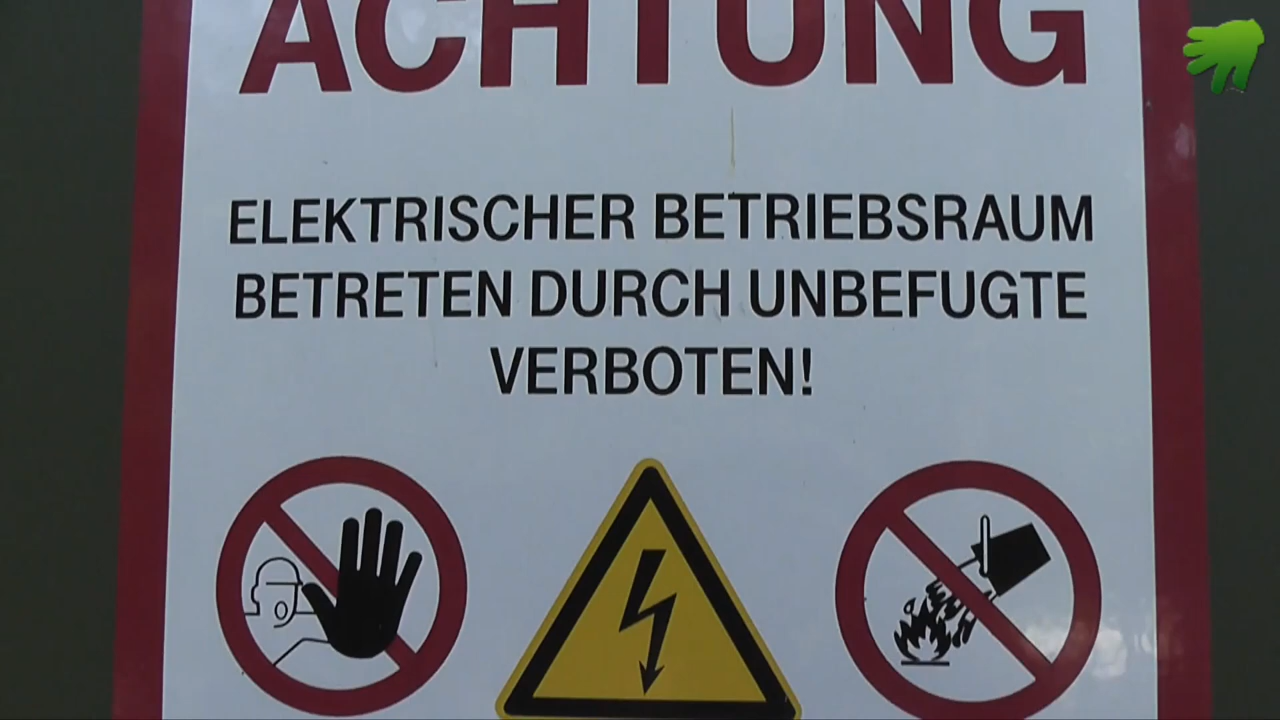 ACHTUNG
ELEKTRISCHER BETRIEBSRAUM
BETRETEN DURCH UNBEFUGTE
VERBOTEN!